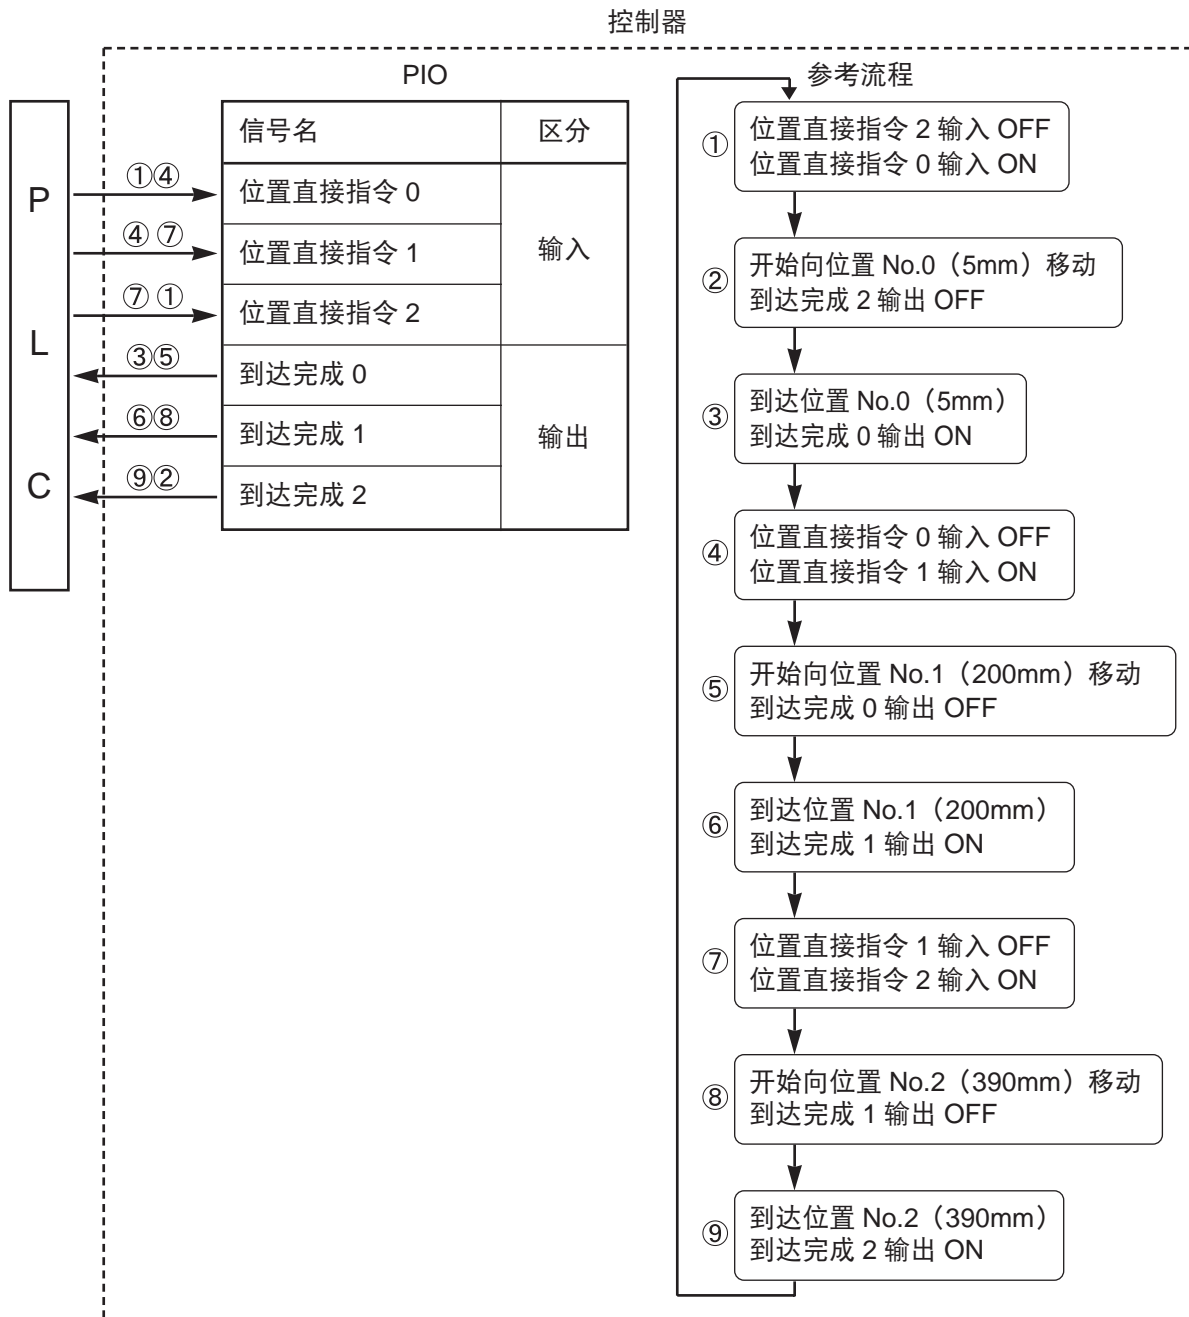 控制器
PIO
P
L
C
信号名 区分
①④ 位置直接指令 0
④ ⑦ 位置直接指令 1
输入
⑦ ① 位置直接指令 2
③⑤ 到达完成 0
⑥⑧ 到达完成 1
输出
⑨② 到达完成 2
参考流程
① 位置直接指令 2 输入 OFF
位置直接指令 0 输入 ON
② 开始向位置 No.0（5mm）移动
到达完成 2 输出 OFF
③ 到达位置 No.0（5mm）
到达完成 0 输出 ON
④ 位置直接指令 0 输入 OFF
位置直接指令 1 输入 ON
⑤ 开始向位置 No.1（200mm）移动
到达完成 0 输出 OFF
⑥ 到达位置 No.1（200mm）
到达完成 1 输出 ON
⑦ 位置直接指令 1 输入 OFF
位置直接指令 2 输入 ON
⑧ 开始向位置 No.2（390mm）移动
到达完成 1 输出 OFF
⑨ 到达位置 No.2（390mm）
到达完成 2 输出 ON